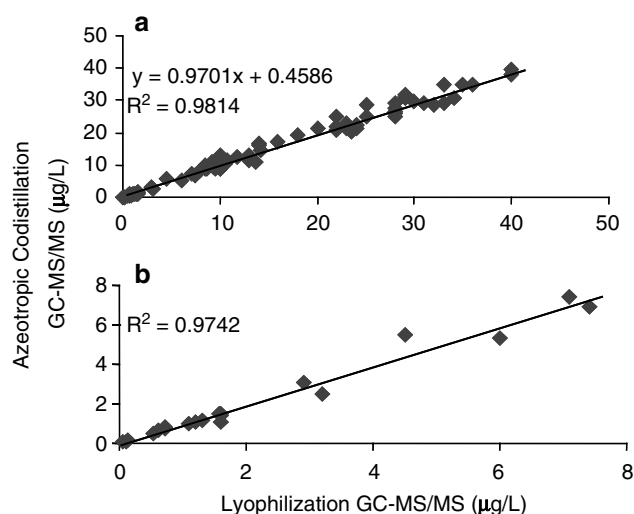 a
y = 0.9701x + 0.4586
R² = 0.9814
50
40
30
20
10
0
0 10 20 30 40 50
b
R² = 0.9742
8
6
4
2
0
0 2 4 6 8
Azeotropic Codistillation
GC-MS/MS (μg/L)
Lyophilization GC-MS/MS (μg/L)